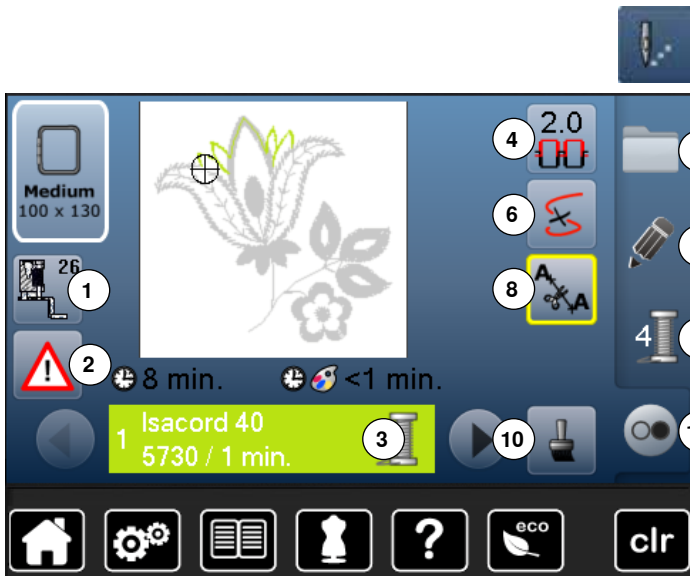 2.0
4
Medium
100 x 130
6
26
1
8
A
A
4
2
8 min.
<1 min.
1 Isacord 40
5730 / 1 min.
3
10
?
eco
clr